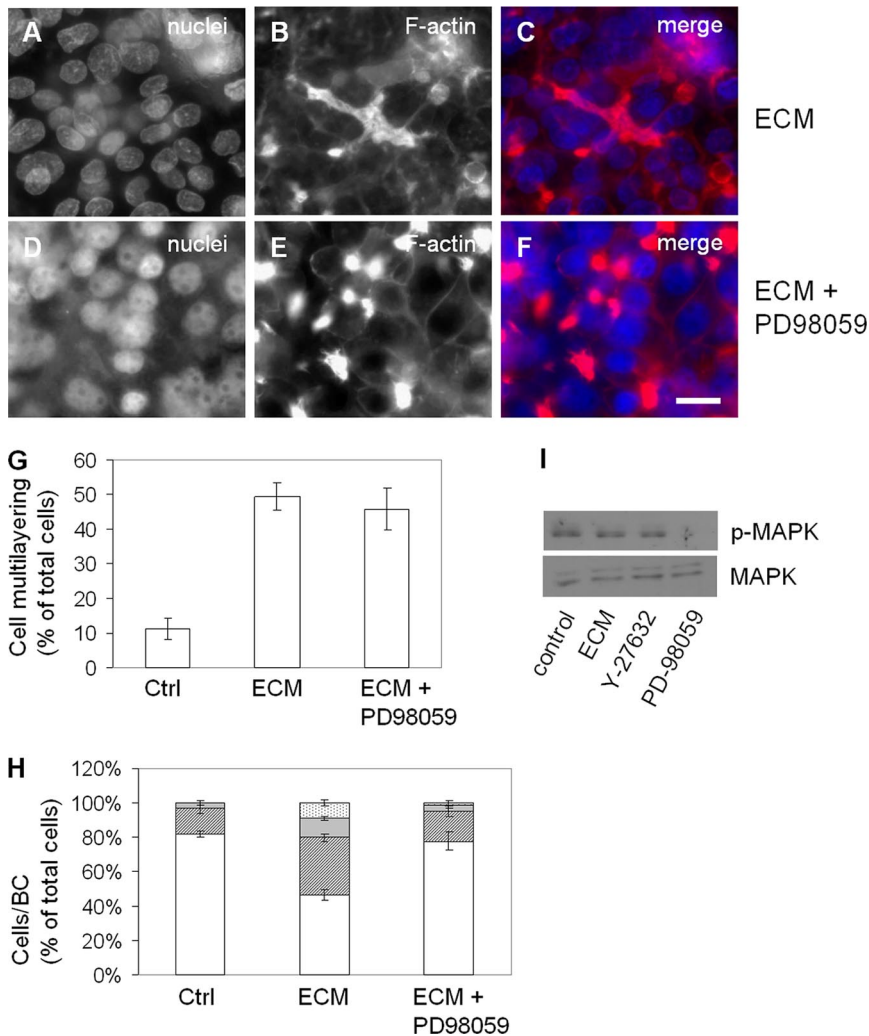 A nuclei
B F-actin
C merge
ECM
D nuclei
E F-actin
F merge
ECM +
PD98059
G
Cell multilayering
(% of total cells)
60
50
40
30
20
10
0
Ctrl
ECM
ECM +
PD98059
I
p-MAPK
MAPK
control
ECM
Y-27632
PD-98059
H
Cells/BC
(% of total cells)
120%
100%
80%
60%
40%
20%
0%
Ctrl
ECM
ECM +
PD98059